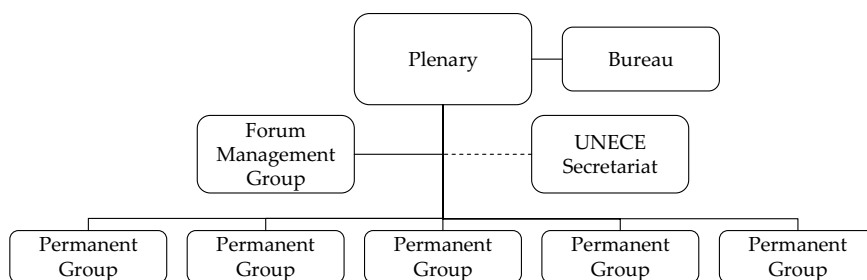 Plenary
Bureau
Forum
Management
Group
UNECE
Secretariat
Permanent
Group
Permanent
Group
Permanent
Group
Permanent
Group
Permanent
Group